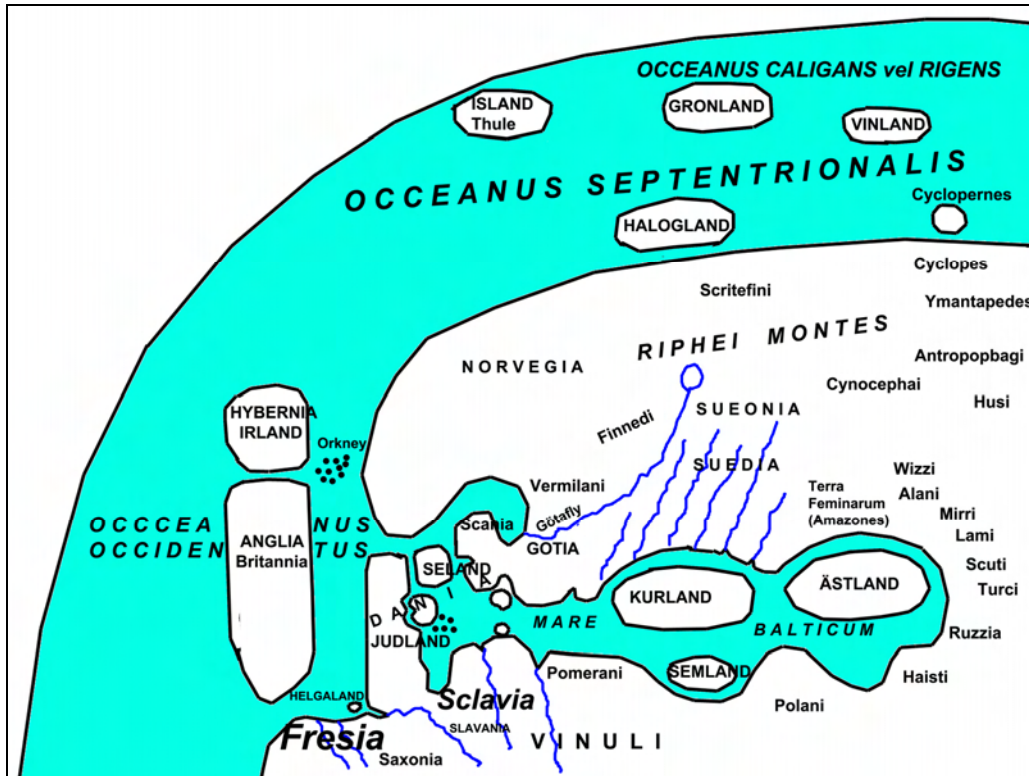 OCCEANUS CALIGANS vel RIGENS
ISLAND
Thule
GRONLAND
VINLAND
OCCEANUS SEPTENTRIONALIS
Cyclopernes
HALOGLAND
Cyclopes
Scritefini
Ymantapedes
RIPHEI MONTES
NORVEGIA
Antropopbagi
Cynocephai
Husi
HYBERNIA
IRLAND
Orkney
Finnedi
SUEONIA
SUEDIA
Wizzi
Vermilani
Terra
Feminarum
(Amazones)
Alani
Mirri
OCCCEA NUS
OCCIDEN TUS
ANGLIA
Britannia
Scania
Götafly
GOTIA
Lami
Scuti
Turci
SELAND
DANIA
KURLAND
ÄSTLAND
JUDLAND
MARE BALTICUM
Ruzzia
Pomerani
SEMLAND
Haisti
HELGALAND
Sclavia
Polani
SLAVANIA
Fresia
VINULI
Saxonia